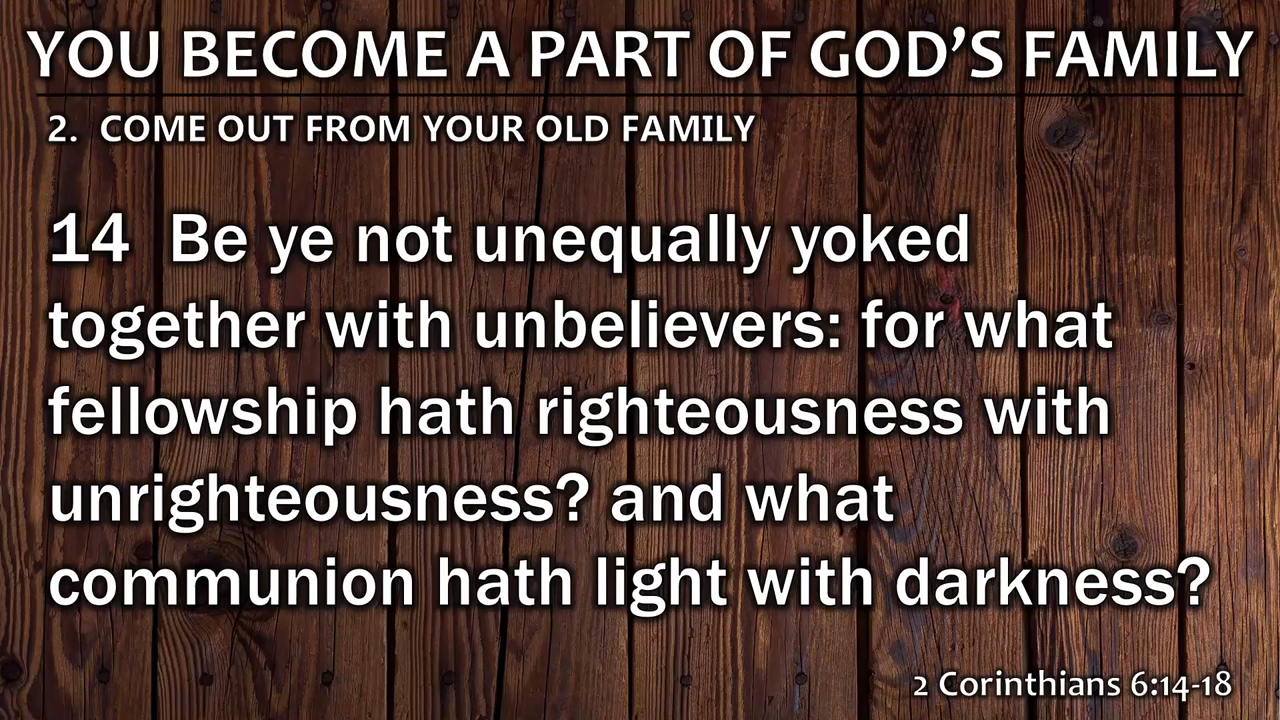 YOU BECOME A PART OF GOD’S FAMILY
2. COME OUT FROM YOUR OLD FAMILY
14 Be ye not unequally yoked
together with unbelievers: for what
fellowship hath righteousness with
unrighteousness? and what
communion hath light with darkness?
2 Corinthians 6:14-18